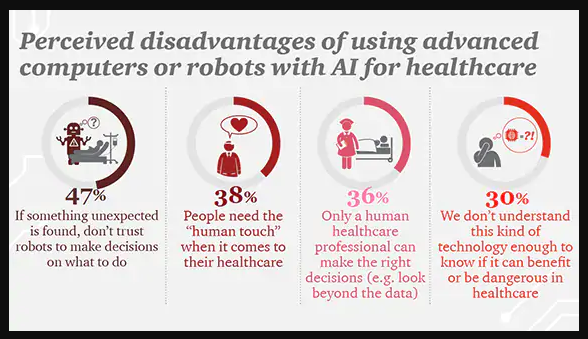 Perceived disadvantages of using advanced
computers or robots with AI for healthcare
?
47%
If something unexpected
is found, don't trust
robots to make decisions
on what to do
38%
People need the
“human touch”
when it comes to
their healthcare
36%
Only a human
healthcare
professional can
make the right
decisions (e.g. look
beyond the data)
=?!
30%
We don't understand
this kind of
technology enough to
know if it can benefit
or be dangerous in
healthcare